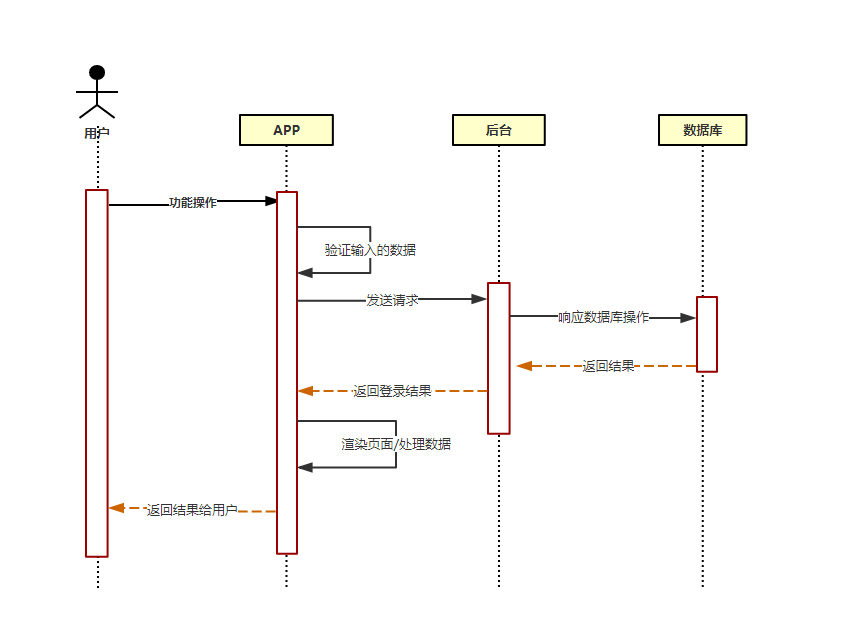 用户
APP
后台
数据库
功能操作
验证输入的数据
发送请求
响应数据库操作
返回结果
返回登录结果
渲染页面/处理数据
返回结果给用户